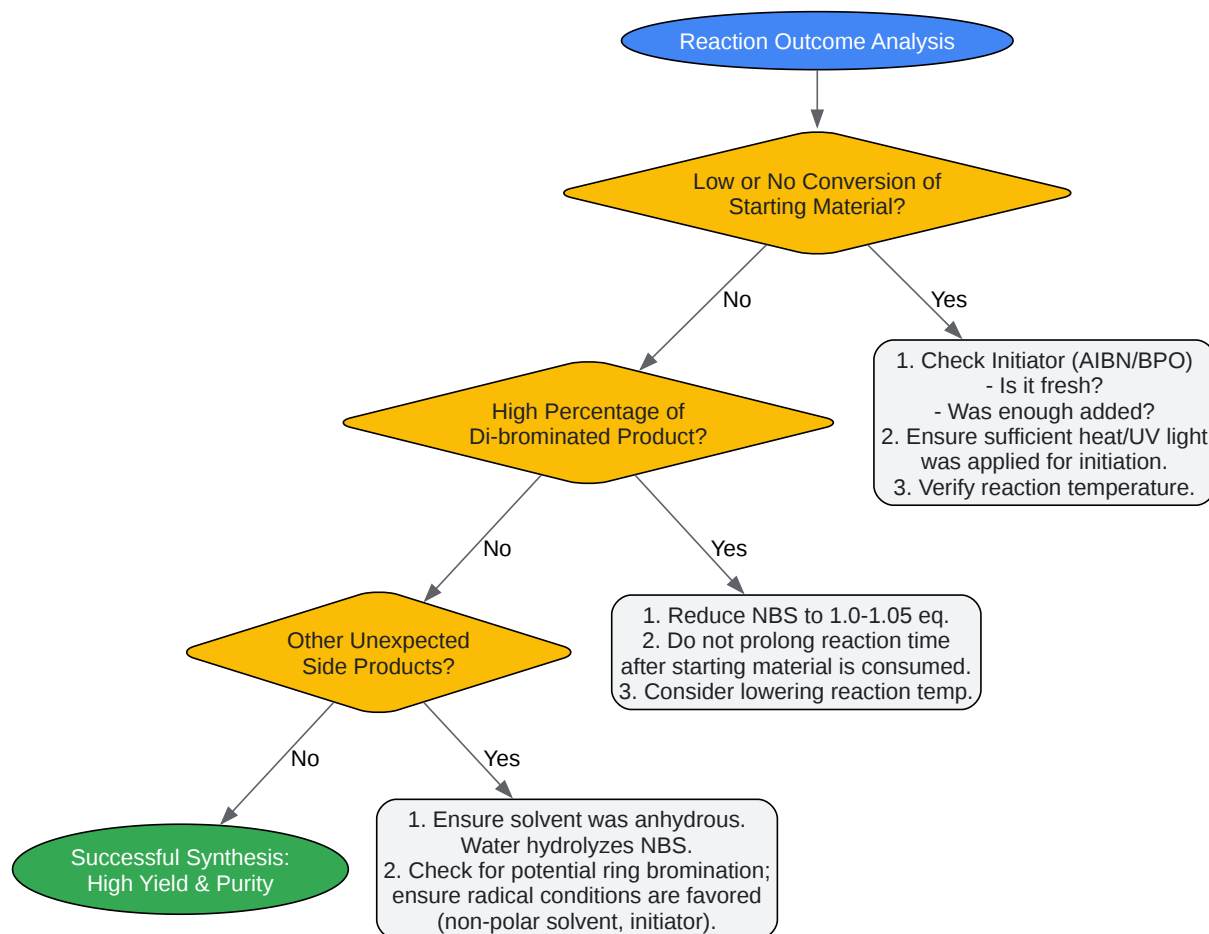 Reaction Outcome Analysis
Low or No Conversion of
Starting Material?
No
Yes
1. Check Initiator (AIBN/BPO)
- Is it fresh?
- Was enough added?
2. Ensure sufficient heat/UV light
was applied for initiation.
3. Verify reaction temperature.
High Percentage of
Di-brominated Product?
No
Yes
1. Reduce NBS to 1.0-1.05 eq.
2. Do not prolong reaction time
after starting material is consumed.
3. Consider lowering reaction temp.
Other Unexpected
Side Products?
No
Yes
Successful Synthesis:
High Yield & Purity
1. Ensure solvent was anhydrous.
Water hydrolyzes NBS.
2. Check for potential ring bromination;
ensure radical conditions are favored
(non-polar solvent, initiator).